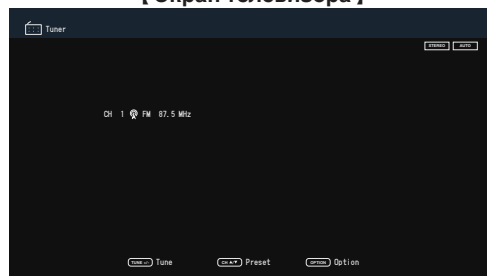 【Экран телевизора】
Tuner
STEREO AUTO
CH 1 FM 87.5 MHz
TUNE +/- Tune CH ▲/▼ Preset OPTION Option